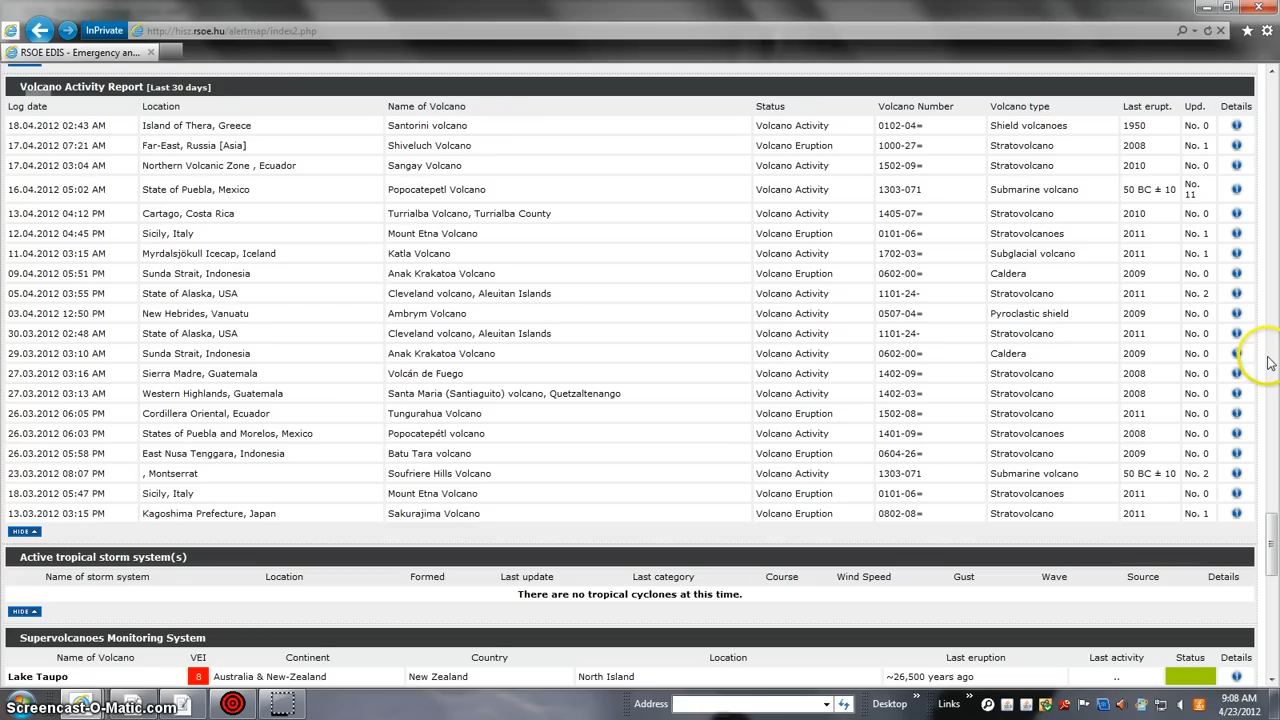 InPrivate
http://hisz.rsoe.hu/alertmap/index2.php
RSOE EDIS - Emergency an...
Volcano Activity Report [Last 30 days]
Log date Location Name of Volcano Status Volcano Number Volcano type Last erupt. Upd. Details
18.04.2012 02:43 AM Island of Thera, Greece Santorini volcano Volcano Activity 0102-04= Shield volcanoes 1950 No. 0
17.04.2012 07:21 AM Far-East, Russia [Asia] Shiveluch Volcano Volcano Eruption 1000-27= Stratovolcano 2008 No. 1
17.04.2012 03:04 AM Northern Volcanic Zone , Ecuador Sangay Volcano Volcano Activity 1502-09= Stratovolcano 2010 No. 0
16.04.2012 05:02 AM State of Puebla, Mexico Popocatepetl Volcano Volcano Activity 1303-071 Submarine volcano 50 BC ± 10 No. 11
13.04.2012 04:12 PM Cartago, Costa Rica Turrialba Volcano, Turrialba County Volcano Activity 1405-07= Stratovolcano 2010 No. 0
12.04.2012 04:45 PM Sicily, Italy Mount Etna Volcano Volcano Eruption 0101-06= Stratovolcanoes 2011 No. 1
11.04.2012 03:15 AM Myrdalsjökull Icecap, Iceland Katla Volcano Volcano Activity 1702-03= Subglacial volcano 2011 No. 1
09.04.2012 05:51 PM Sunda Strait, Indonesia Anak Krakatoa Volcano Volcano Eruption 0602-00= Caldera 2009 No. 0
05.04.2012 03:55 PM State of Alaska, USA Cleveland volcano, Aleuitan Islands Volcano Activity 1101-24- Stratovolcano 2011 No. 2
03.04.2012 12:50 PM New Hebrides, Vanuatu Ambrym Volcano Volcano Activity 0507-04= Pyroclastic shield 2009 No. 0
30.03.2012 02:48 AM State of Alaska, USA Cleveland volcano, Aleuitan Islands Volcano Activity 1101-24- Stratovolcano 2011 No. 0
29.03.2012 03:10 AM Sunda Strait, Indonesia Anak Krakatoa Volcano Volcano Activity 0602-00= Caldera 2009 No. 0
27.03.2012 03:16 AM Sierra Madre, Guatemala Volcán de Fuego Volcano Activity 1402-09= Stratovolcano 2008 No. 0
27.03.2012 03:13 AM Western Highlands, Guatemala Santa Maria (Santiaguito) volcano, Quetzaltenango Volcano Activity 1402-03= Stratovolcano 2008 No. 0
26.03.2012 06:05 PM Cordillera Oriental, Ecuador Tungurahua Volcano Volcano Eruption 1502-08= Stratovolcano 2011 No. 0
26.03.2012 06:03 PM States of Puebla and Morelos, Mexico Popocatepétl volcano Volcano Activity 1401-09= Stratovolcanoes 2008 No. 0
26.03.2012 05:58 PM East Nusa Tenggara, Indonesia Batu Tara volcano Volcano Eruption 0604-26= Stratovolcano 2009 No. 0
23.03.2012 08:07 PM , Montserrat Soufriere Hills Volcano Volcano Activity 1303-071 Submarine volcano 50 BC ± 10 No. 2
18.03.2012 05:47 PM Sicily, Italy Mount Etna Volcano Volcano Eruption 0101-06= Stratovolcanoes 2011 No. 0
13.03.2012 03:15 PM Kagoshima Prefecture, Japan Sakurajima Volcano Volcano Eruption 0802-08= Stratovolcano 2011 No. 1
HIDE
Active tropical storm system(s)
Name of storm system Location Formed Last update Last category Course Wind Speed Gust Wave Source Details
There are no tropical cyclones at this time.
HIDE
Supervolcanoes Monitoring System
Name of Volcano VEI Continent Country Location Last eruption Last activity Status Details
Lake Taupo 8 Australia & New-Zealand New Zealand North Island ~26,500 years ago ..
Address Desktop Links 9:08 AM
Screencast-O-Matic.com 4/23/2012